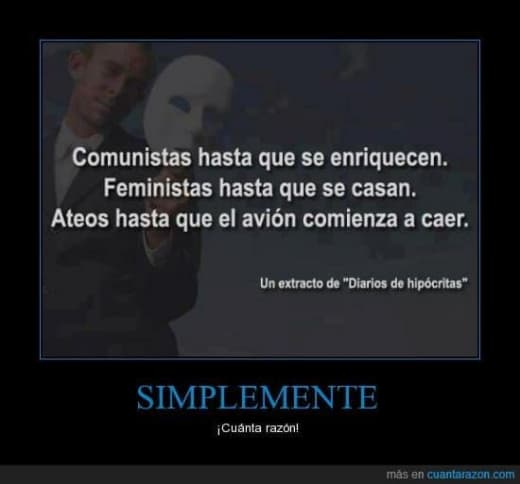 Comunistas hasta que se enriquecen.
Feministas hasta que se casan.
Ateos hasta que el avión comienza a caer.
Un extracto de "Diarios de hipócritas"
SIMPLEMENTE
¡Cuánta razón!
más en cuantarazon.com